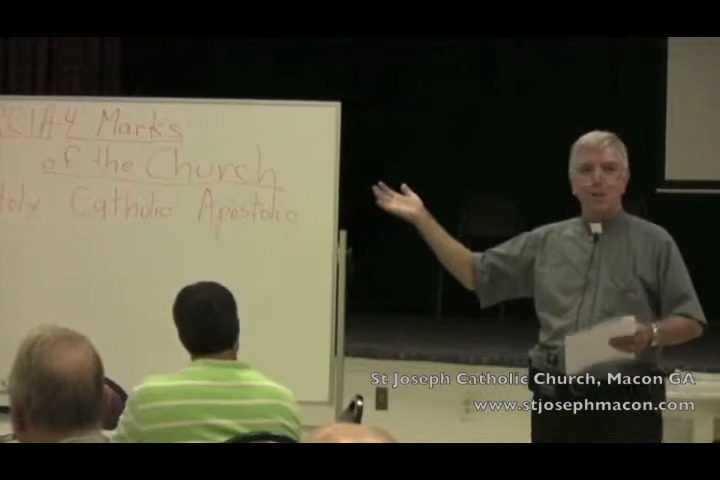 RCIA 4 Marks
of the Church
Holy Catholic Apostolic
St Joseph Catholic Church, Macon GA
www.stjosephmacon.com